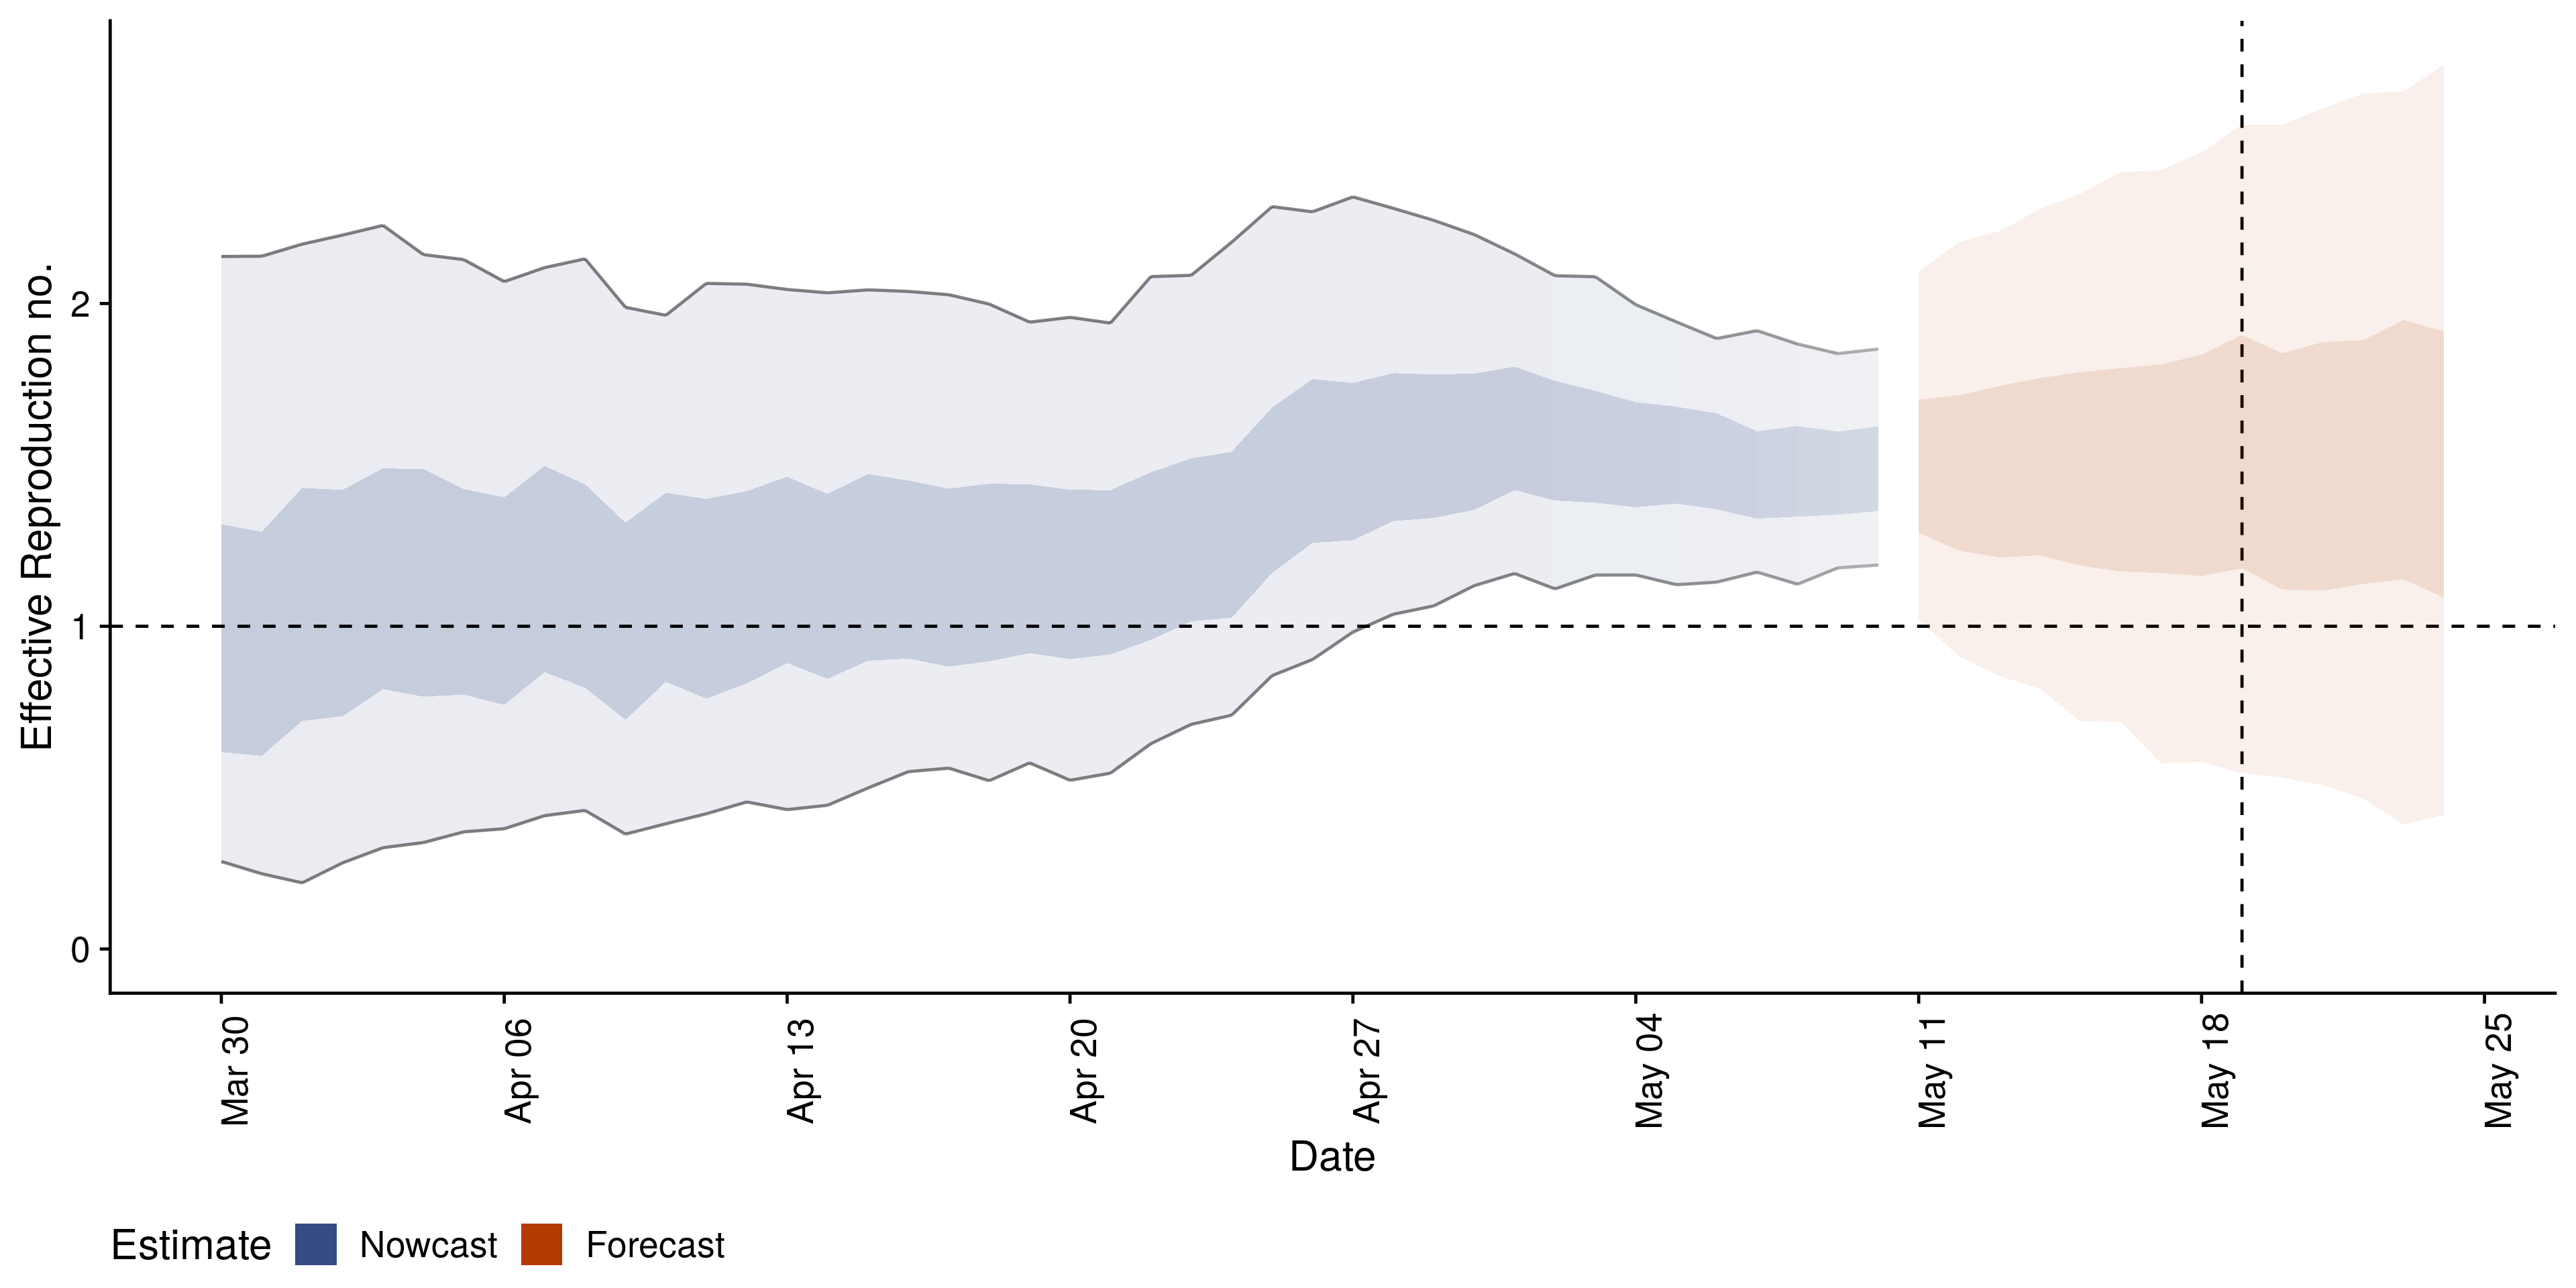 Effective Reproduction no.
2
1
0
Mar 30
Apr 06
Apr 13
Apr 20
Apr 27
May 04
May 11
May 18
May 25
Date
Estimate Nowcast Forecast